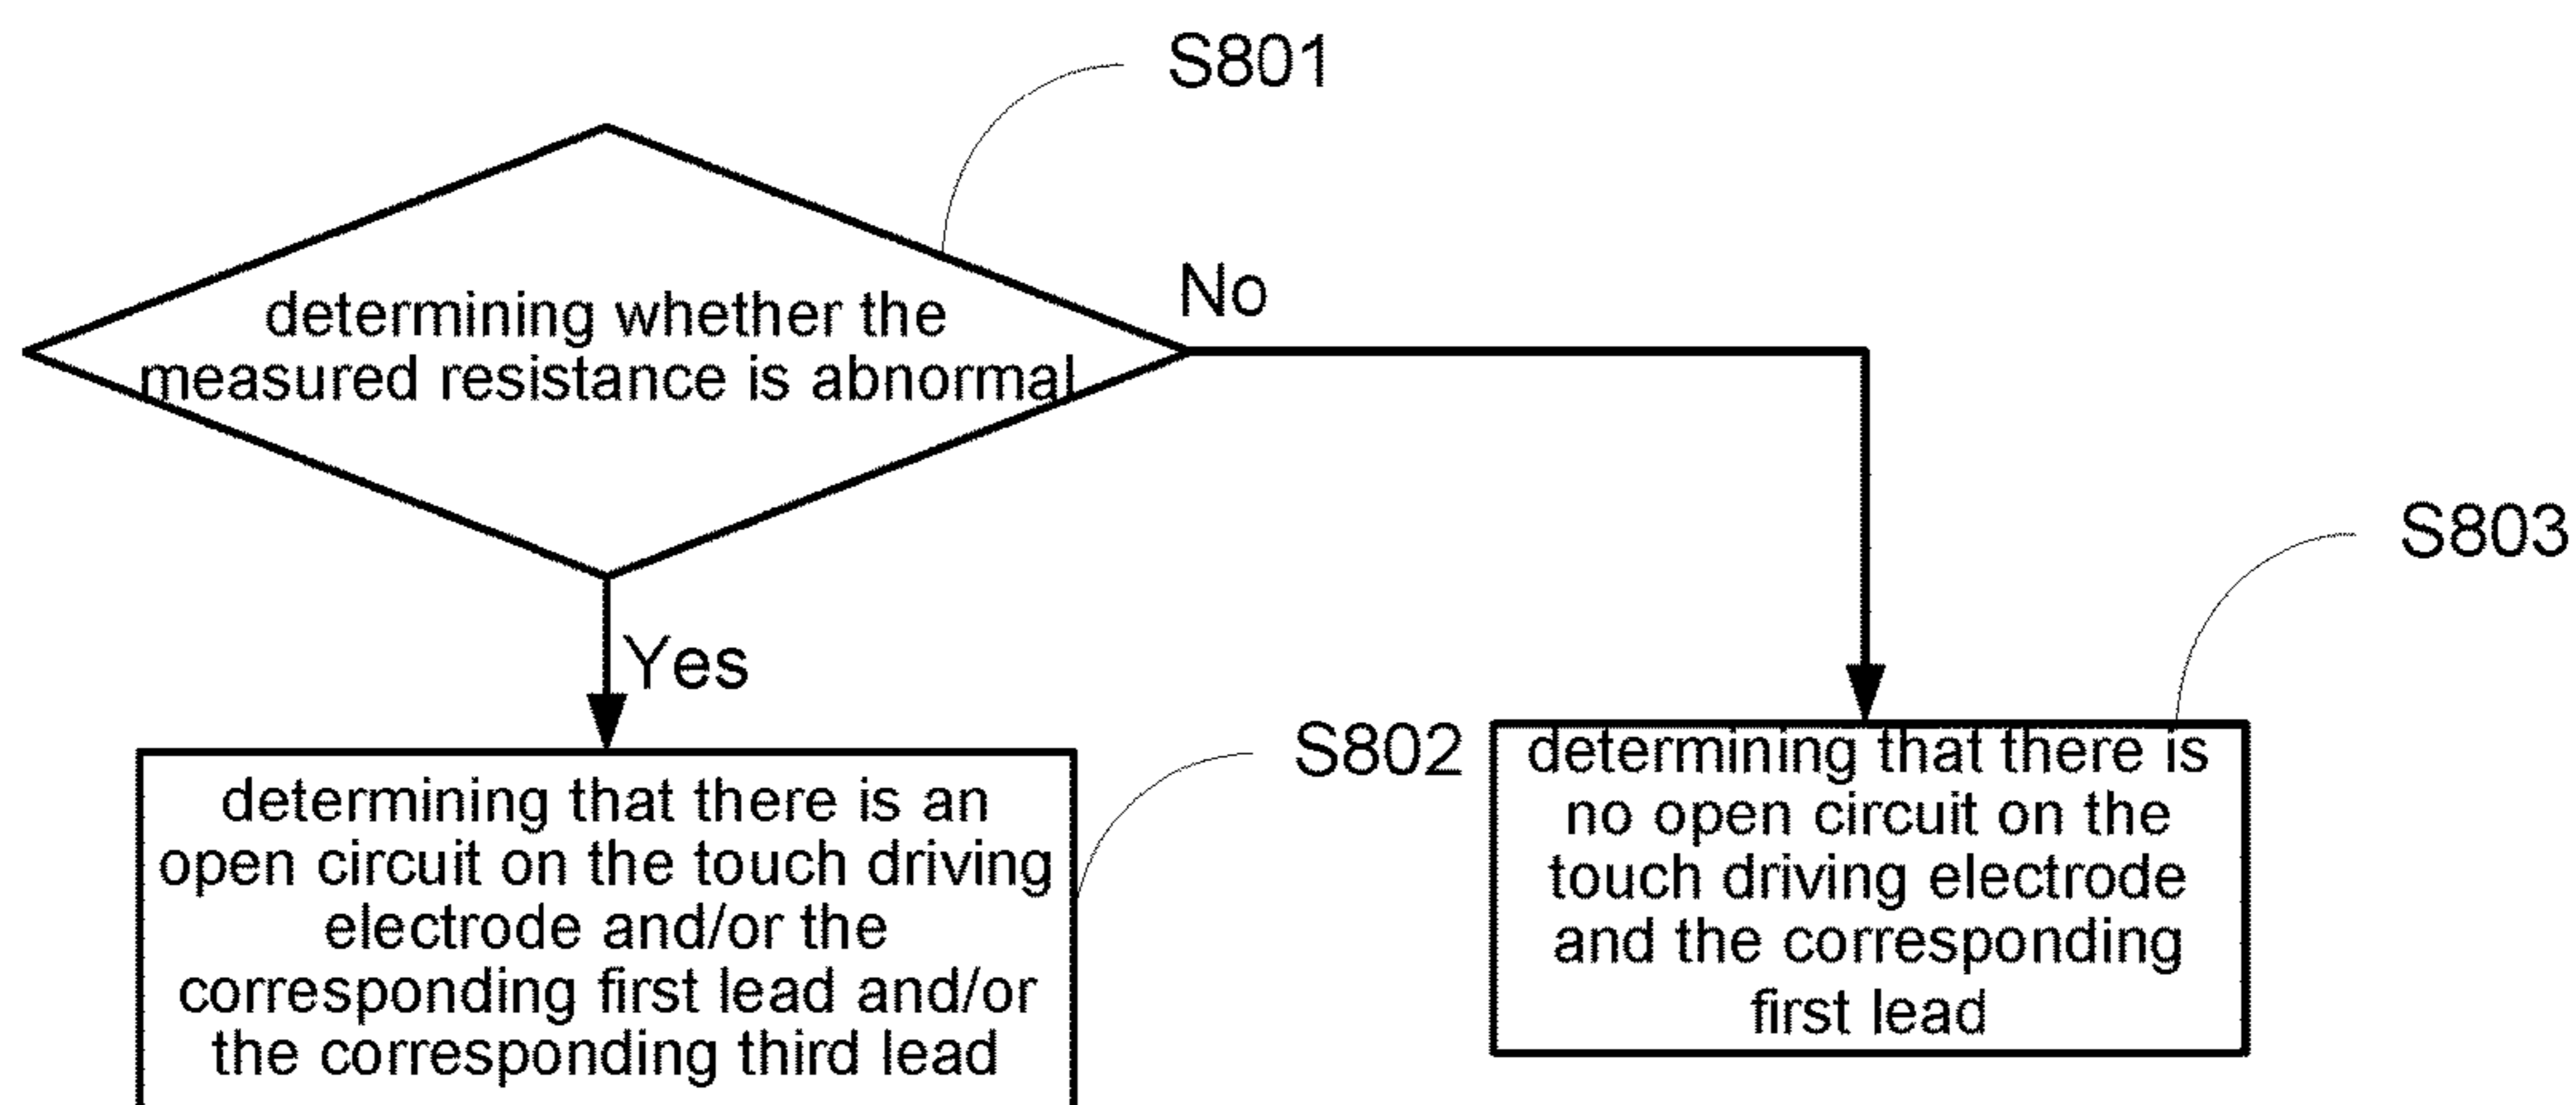 S801
determining whether the
measured resistance is abnormal
No
Yes
S802
determining that there is an
open circuit on the touch driving
electrode and/or the
corresponding first lead and/or
the corresponding third lead
S803
determining that there is
no open circuit on the
touch driving electrode
and the corresponding
first lead